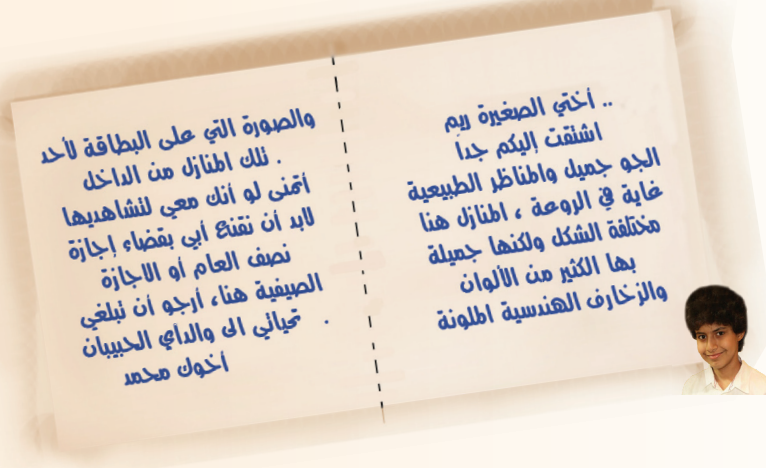 أختي الصغيرة ريم ..
اشتقت إليكم جداً
الجو جميل والمناظر الطبيعية
غاية في الروعة ، المنازل هنا
مختلفة الشكل ولكنها جميلة
بها الكثير من الألوان
والزخارف الهندسية الملونة
والصورة التي على البطاقة لأحد
تلك المنازل من الداخل .
أتمنى لو أنك معي لتشاهديها
لابد أن نقنع أبي بقضاء إجازة
نصف العام أو الاجازة
الصيفية هنا، أرجو أن تبلغي
تحياتي الى والدآي الحبيبان .
أخوك محمد